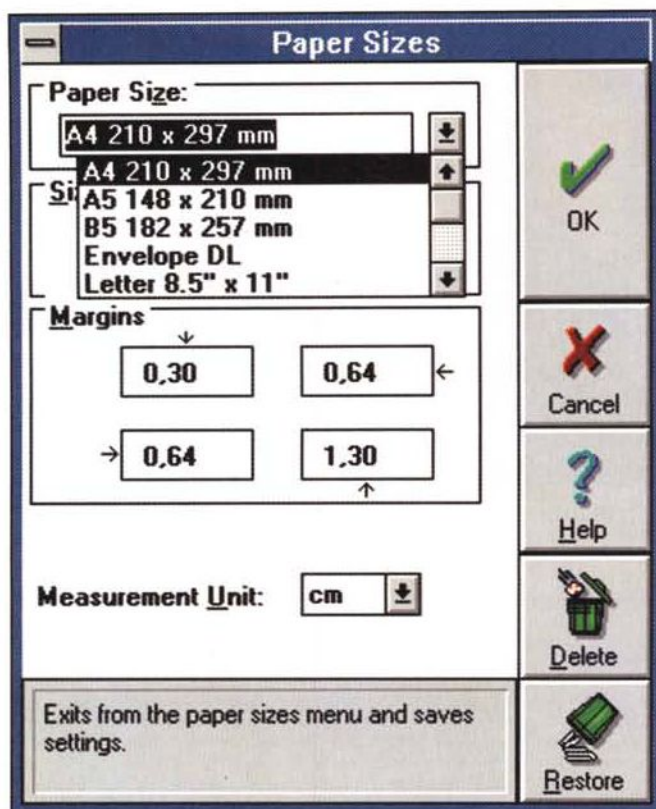 Paper Sizes
Paper Size:
A4 210 x 297 mm
A4 210 x 297 mm
A5 148 x 210 mm
B5 182 x 257 mm
Envelope DL
Letter 8.5" x 11"
Si
Margins
0,30
0,64
0,64
1,30
Measurement Unit:
cm
Exits from the paper sizes menu and saves
settings.
OK
Cancel
Help
Delete
Restore